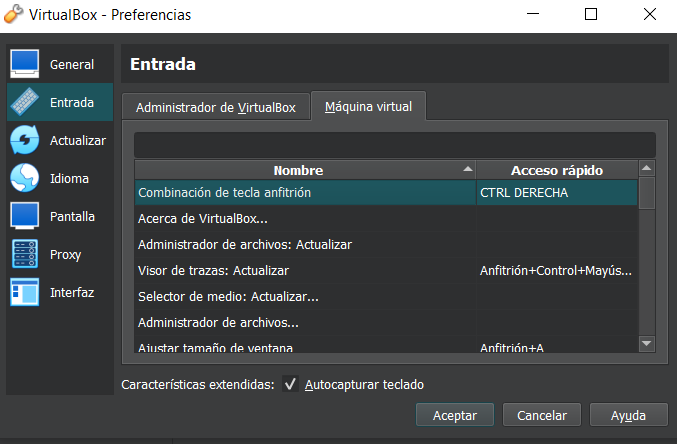 VirtualBox - Preferencias
General
Entrada
Actualizar
Idioma
Pantalla
Proxy
Interfaz
Entrada
Administrador de VirtualBox
Máquina virtual
Nombre Acceso rápido
Combinación de tecla anfitrión CTRL DERECHA
Acerca de VirtualBox...
Administrador de archivos: Actualizar
Visor de trazas: Actualizar Anfitrión+Control+Mayús...
Selector de medio: Actualizar...
Administrador de archivos...
Ajustar tamaño de ventana Anfitrión+A
Características extendidas: Autocapturar teclado
Aceptar Cancelar Ayuda